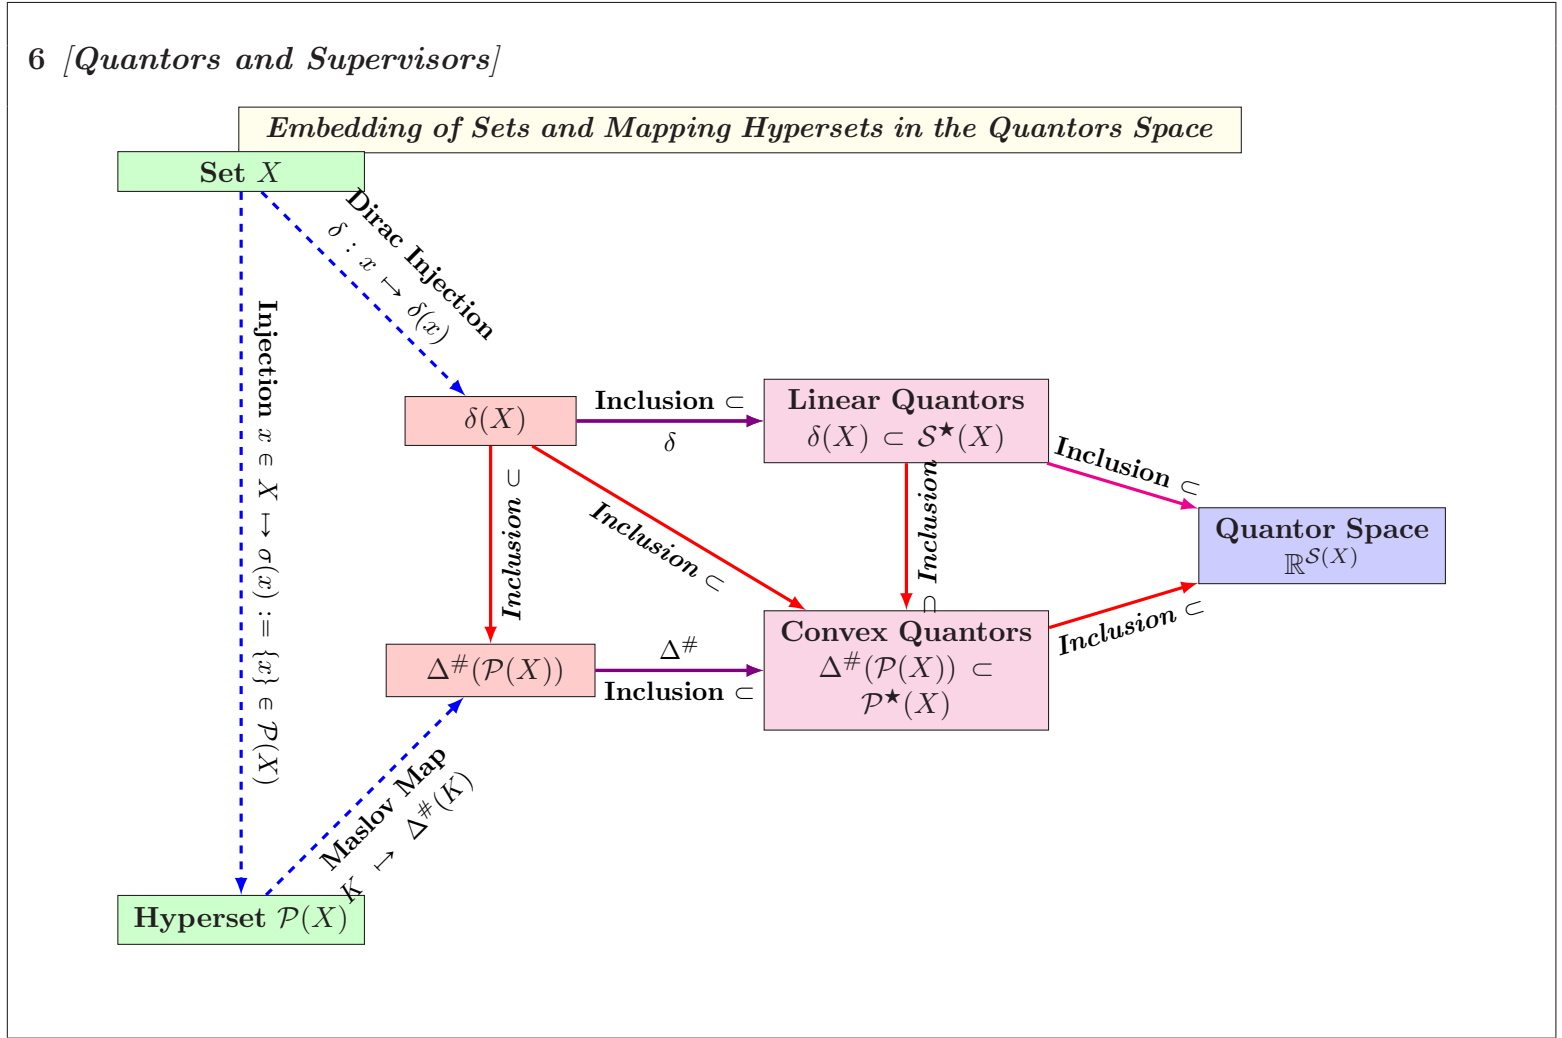 6 [Quantors and Supervisors]
Embedding of Sets and Mapping Hypersets in the Quantors Space
Set X
Dirac Injection
δ : x ↦ δ(x)
Injection x ∈ X ↦ σ(x) := {x} ∈ 𝒫(X)
δ(X)
Inclusion ⊂
δ
Linear Quantors
δ(X) ⊂ 𝒮★(X)
Inclusion ⊂
Inclusion ⊂
Inclusion ⊂
⊂ Inclusion
Quantor Space
ℝ^𝒮(X)
Δ#(𝒫(X))
Δ#
Inclusion ⊂
Convex Quantors
Δ#(𝒫(X)) ⊂
𝒫★(X)
Inclusion ⊂
Maslov Map
K ↦ Δ#(K)
Hyperset 𝒫(X)